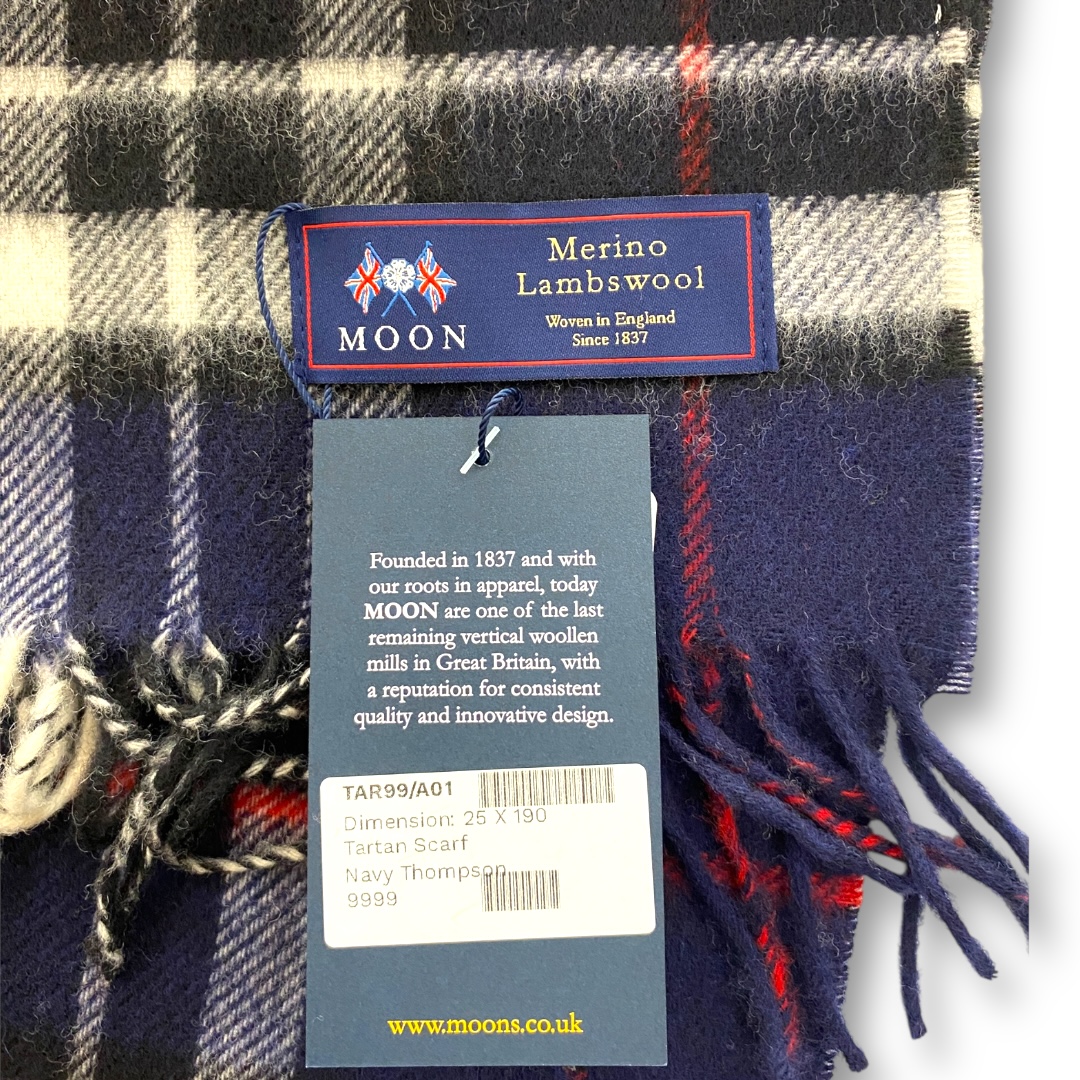 MOON
Merino
Lambswool
Woven in England
Since 1837
Founded in 1837 and with
our roots in apparel, today
MOON are one of the last
remaining vertical woollen
mills in Great Britain, with
a reputation for consistent
quality and innovative design.
TAR99/A01
Dimension: 25 X 190
Tartan Scarf
Navy Thompson
9999
www.moons.co.uk